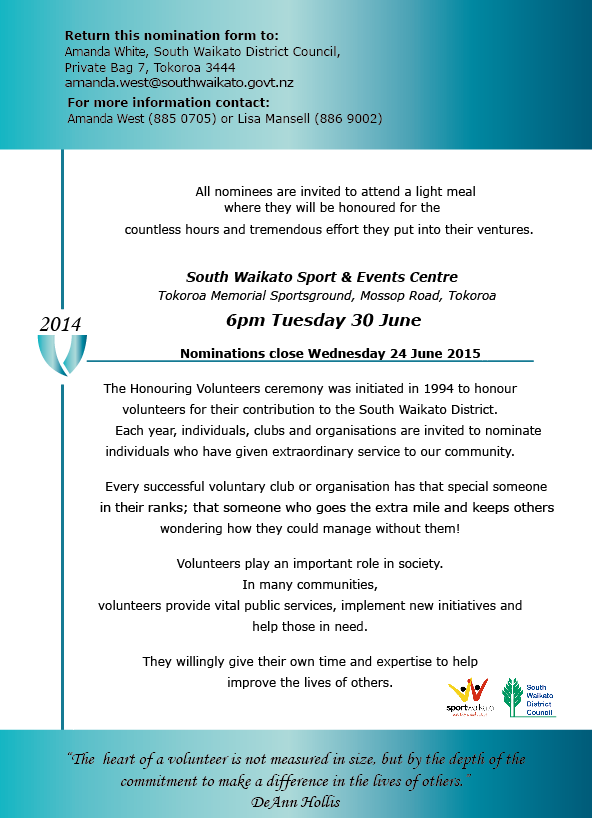 Return this nomination form to:
Amanda White, South Waikato District Council,
Private Bag 7, Tokoroa 3444
amanda.west@southwaikato.govt.nz
For more information contact:
Amanda West (885 0705) or Lisa Mansell (886 9002)
All nominees are invited to attend a light meal
where they will be honoured for the
countless hours and tremendous effort they put into their ventures.
South Waikato Sport & Events Centre
Tokoroa Memorial Sportsground, Mossop Road, Tokoroa
6pm Tuesday 30 June
2014
Nominations close Wednesday 24 June 2015
The Honouring Volunteers ceremony was initiated in 1994 to honour
volunteers for their contribution to the South Waikato District.
Each year, individuals, clubs and organisations are invited to nominate
individuals who have given extraordinary service to our community.
Every successful voluntary club or organisation has that special someone
in their ranks; that someone who goes the extra mile and keeps others
wondering how they could manage without them!
Volunteers play an important role in society.
In many communities,
volunteers provide vital public services, implement new initiatives and
help those in need.
They willingly give their own time and expertise to help
improve the lives of others.
sportwaikato
South
Waikato
District
Council
“The heart of a volunteer is not measured in size, but by the depth of the
commitment to make a difference in the lives of others.”
DeAnn Hollis